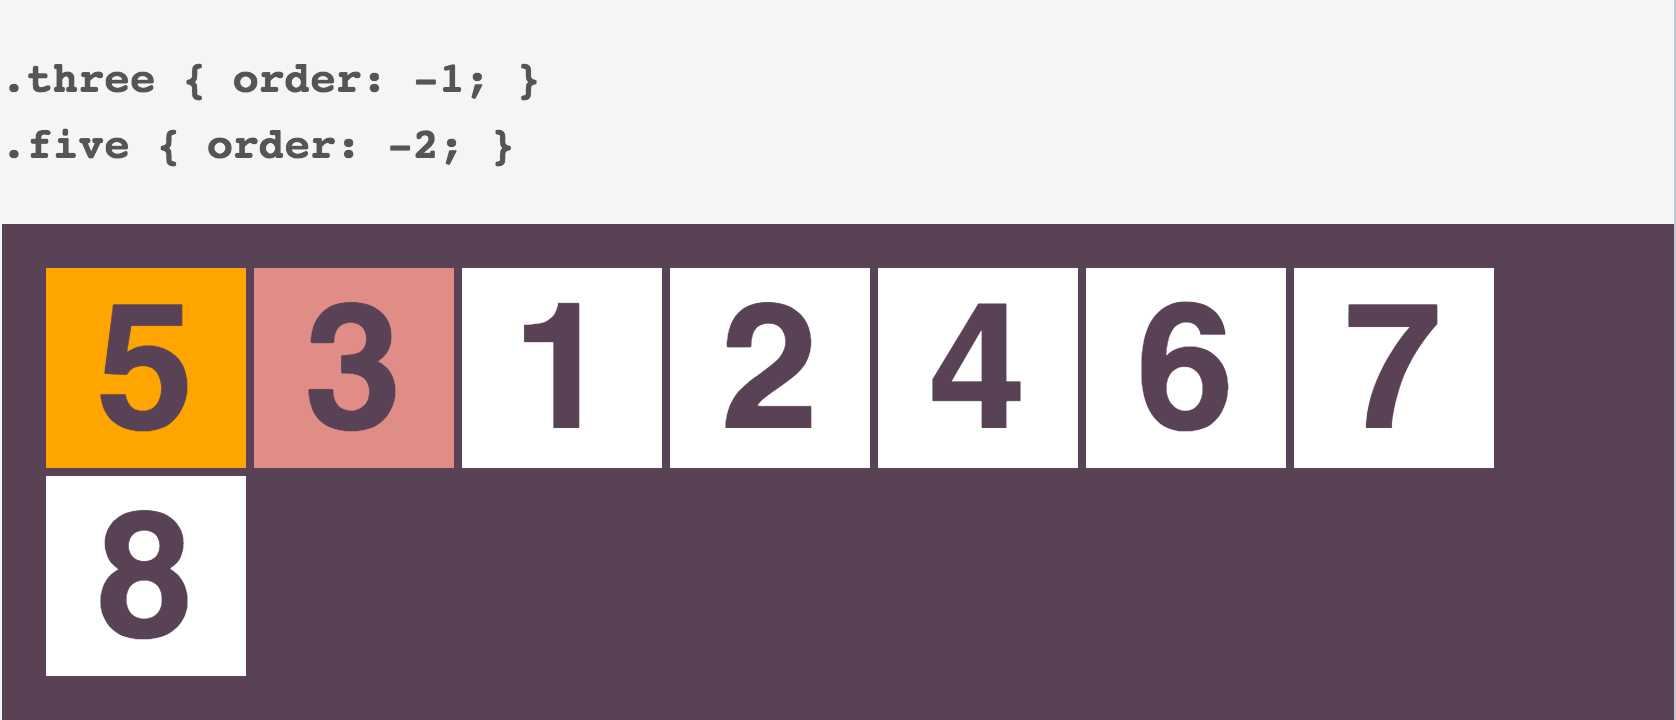 .three { order: -1; }
.five { order: -2; }
5 3 1 2 4 6 7
8